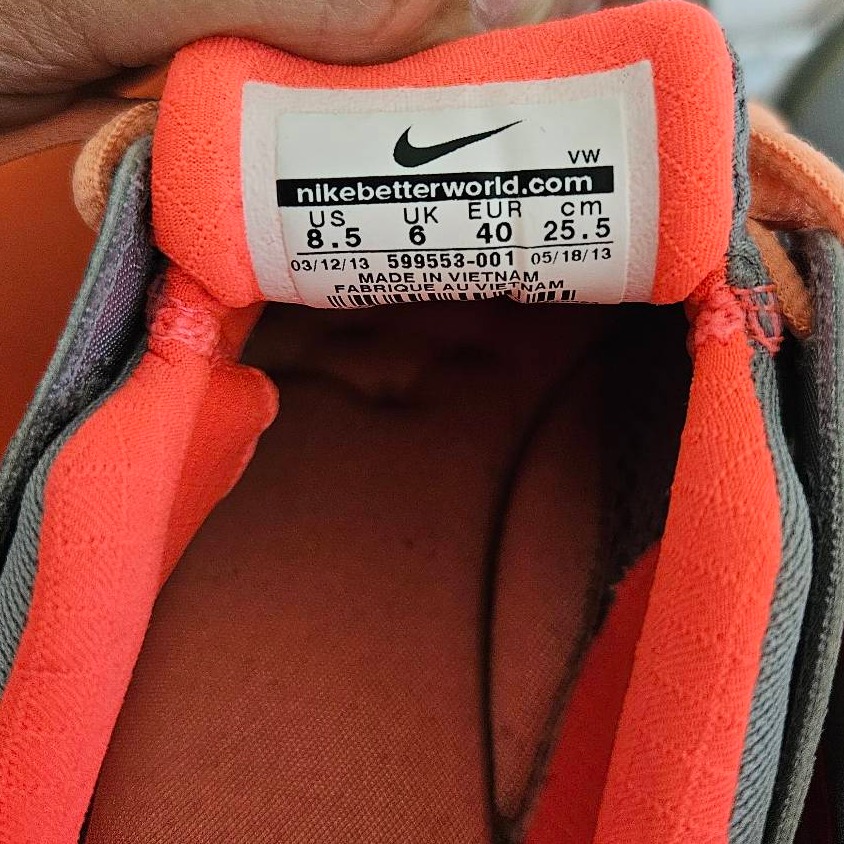 VW
nikebetterworld.com
US UK EUR cm
8.5 6 40 25.5
03/12/13 599553-001 05/18/13
MADE IN VIETNAM
FABRIQUE AU VIETNAM